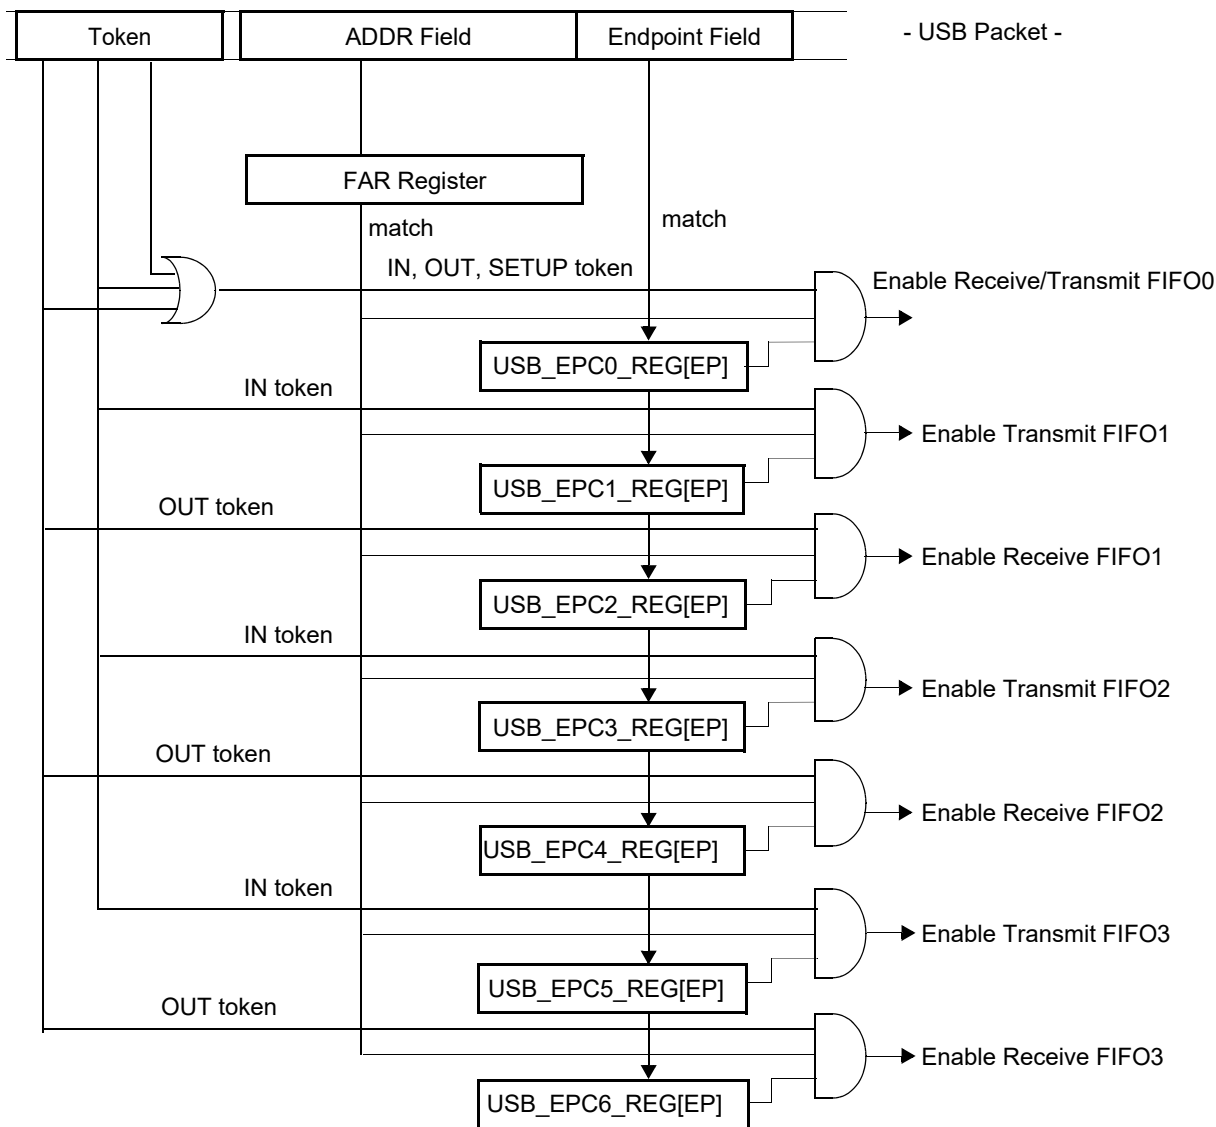 Token
ADDR Field
Endpoint Field
- USB Packet -
FAR Register
match
match
IN, OUT, SETUP token
Enable Receive/Transmit FIFO0
USB_EPC0_REG[EP]
IN token
Enable Transmit FIFO1
USB_EPC1_REG[EP]
OUT token
Enable Receive FIFO1
USB_EPC2_REG[EP]
IN token
Enable Transmit FIFO2
USB_EPC3_REG[EP]
OUT token
Enable Receive FIFO2
USB_EPC4_REG[EP]
IN token
Enable Transmit FIFO3
USB_EPC5_REG[EP]
OUT token
Enable Receive FIFO3
USB_EPC6_REG[EP]